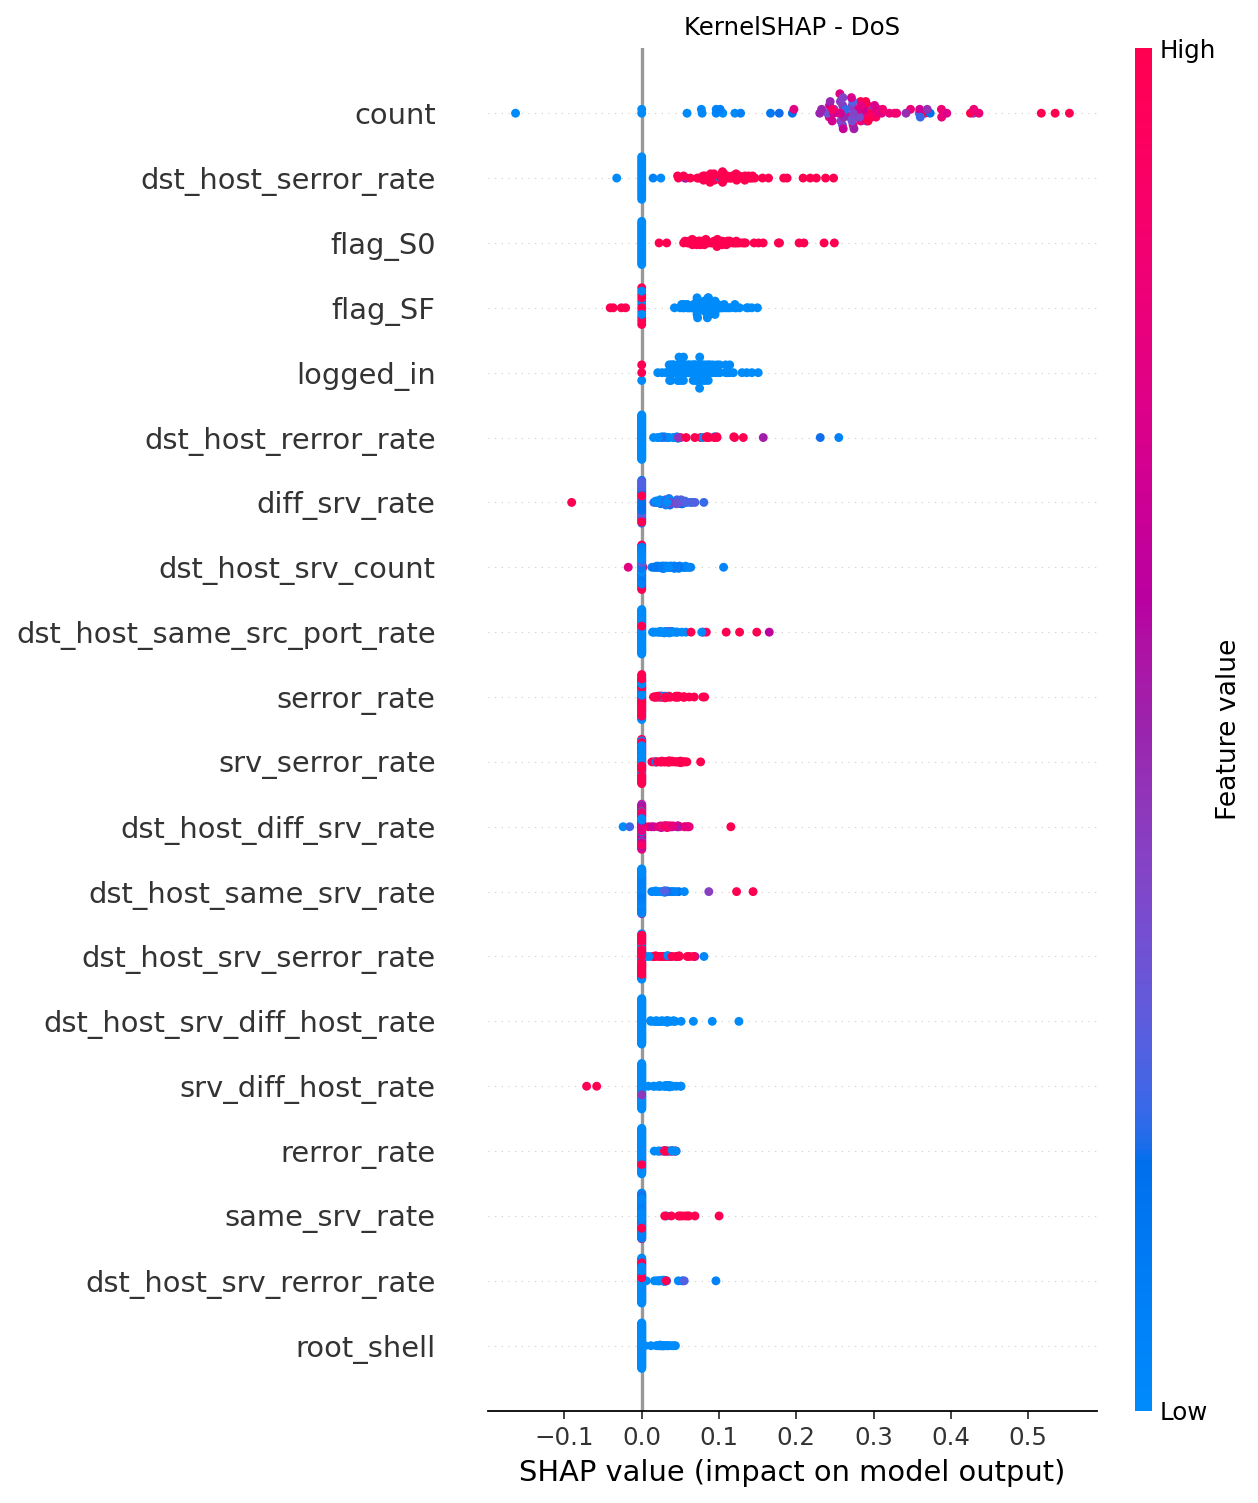 KernelSHAP - DoS
High
count
dst_host_serror_rate
flag_S0
flag_SF
logged_in
dst_host_rerror_rate
diff_srv_rate
dst_host_srv_count
dst_host_same_src_port_rate
serror_rate
srv_serror_rate
dst_host_diff_srv_rate
dst_host_same_srv_rate
dst_host_srv_serror_rate
dst_host_srv_diff_host_rate
srv_diff_host_rate
rerror_rate
same_srv_rate
dst_host_srv_rerror_rate
root_shell
Feature value
Low
−0.1 0.0 0.1 0.2 0.3 0.4 0.5
SHAP value (impact on model output)